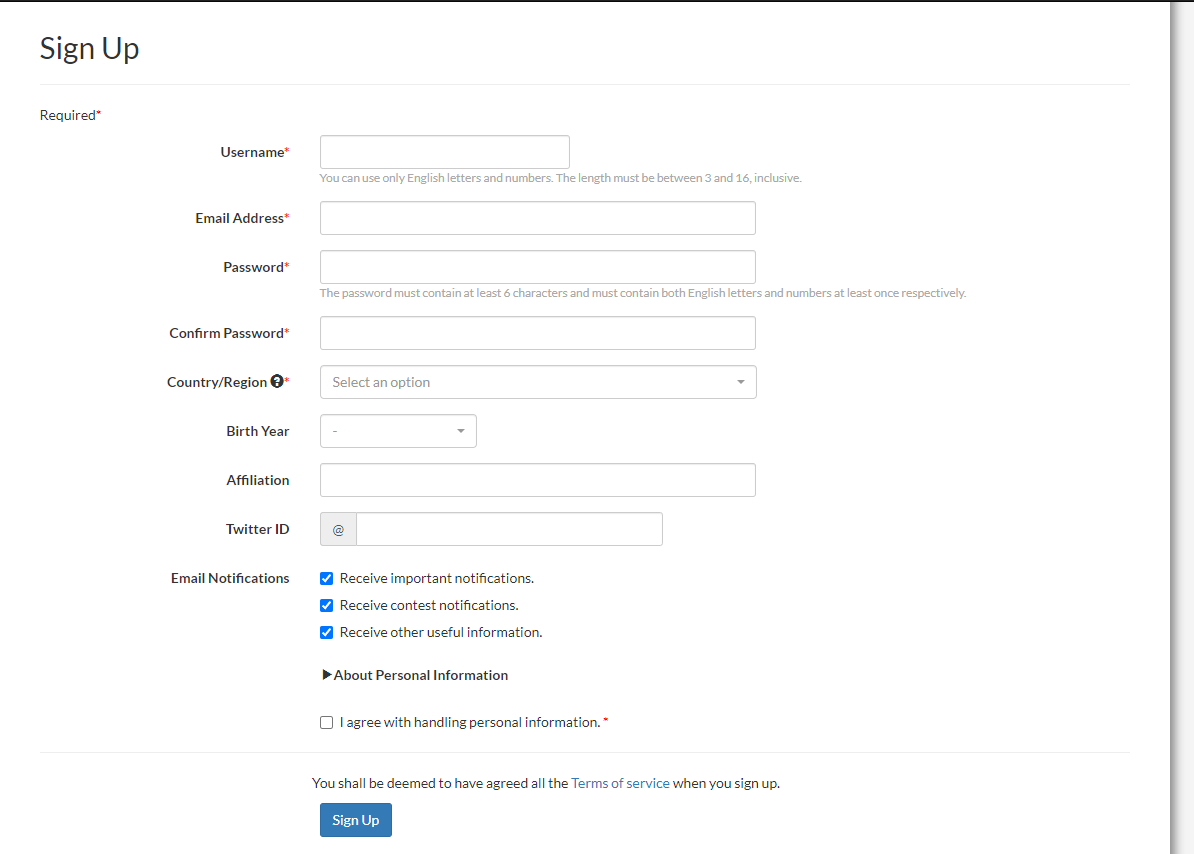 Sign Up
Required*
Username*
You can use only English letters and numbers. The length must be between 3 and 16, inclusive.
Email Address*
Password*
The password must contain at least 6 characters and must contain both English letters and numbers at least once respectively.
Confirm Password*
Country/Region ?*
Select an option
Birth Year
-
Affiliation
Twitter ID
@
Email Notifications
Receive important notifications.
Receive contest notifications.
Receive other useful information.
▶About Personal Information
I agree with handling personal information. *
You shall be deemed to have agreed all the Terms of service when you sign up.
Sign Up